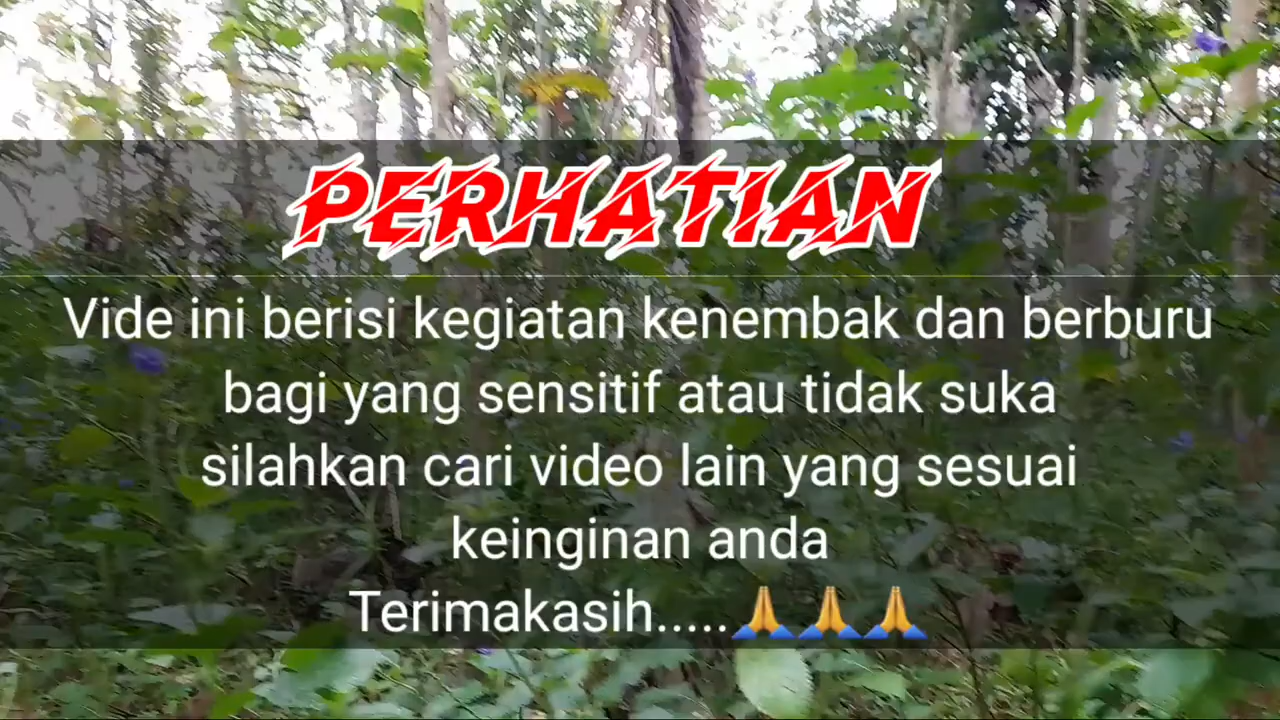 PERHATIAN
Vide ini berisi kegiatan kenembak dan berburu
bagi yang sensitif atau tidak suka
silahkan cari video lain yang sesuai
keinginan anda
Terimakasih.....🙏🙏🙏